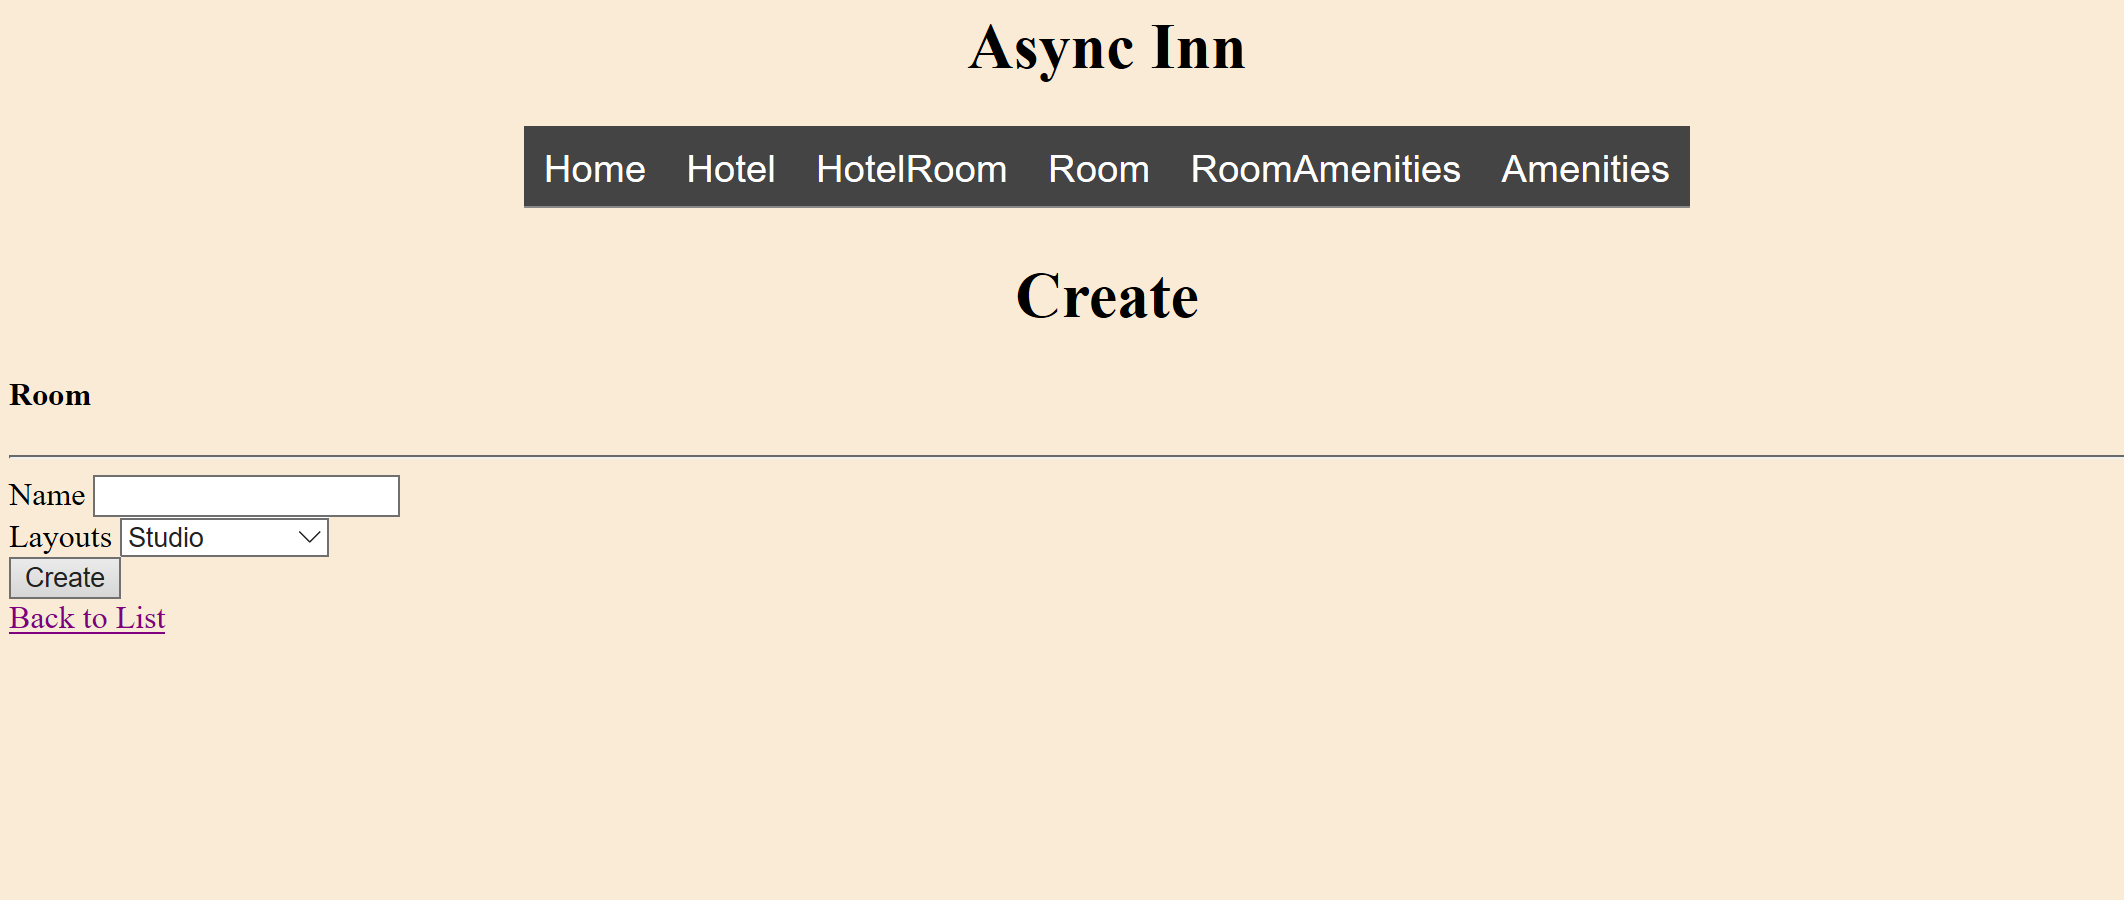 Async Inn
Home Hotel HotelRoom Room RoomAmenities Amenities
Create
Room
Name
Layouts Studio
Create
Back to List